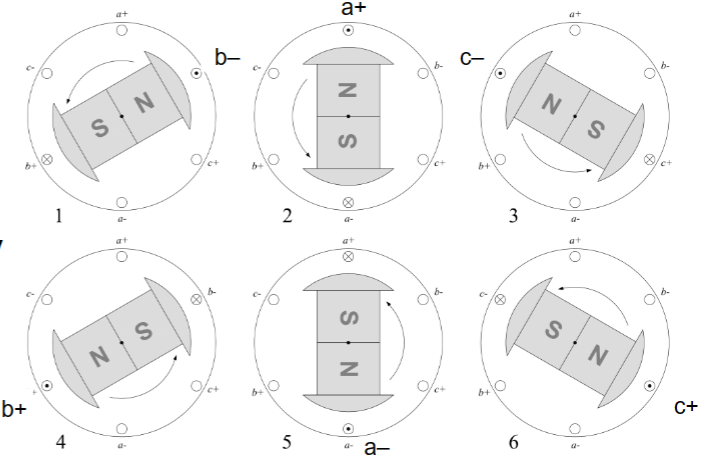 a+
a+
a+
c-
b–
c-
b-
c–
b-
N
S
N
S
N
S
b+
c+
b+
c+
b+
c+
a-
a-
a-
1
2
3
a+
a+
a+
c-
b-
c-
b-
c-
b-
S
N
S
N
S
N
+
c+
b+
c+
b+
b+
c+
a-
a-
a–
a-
4
5
6